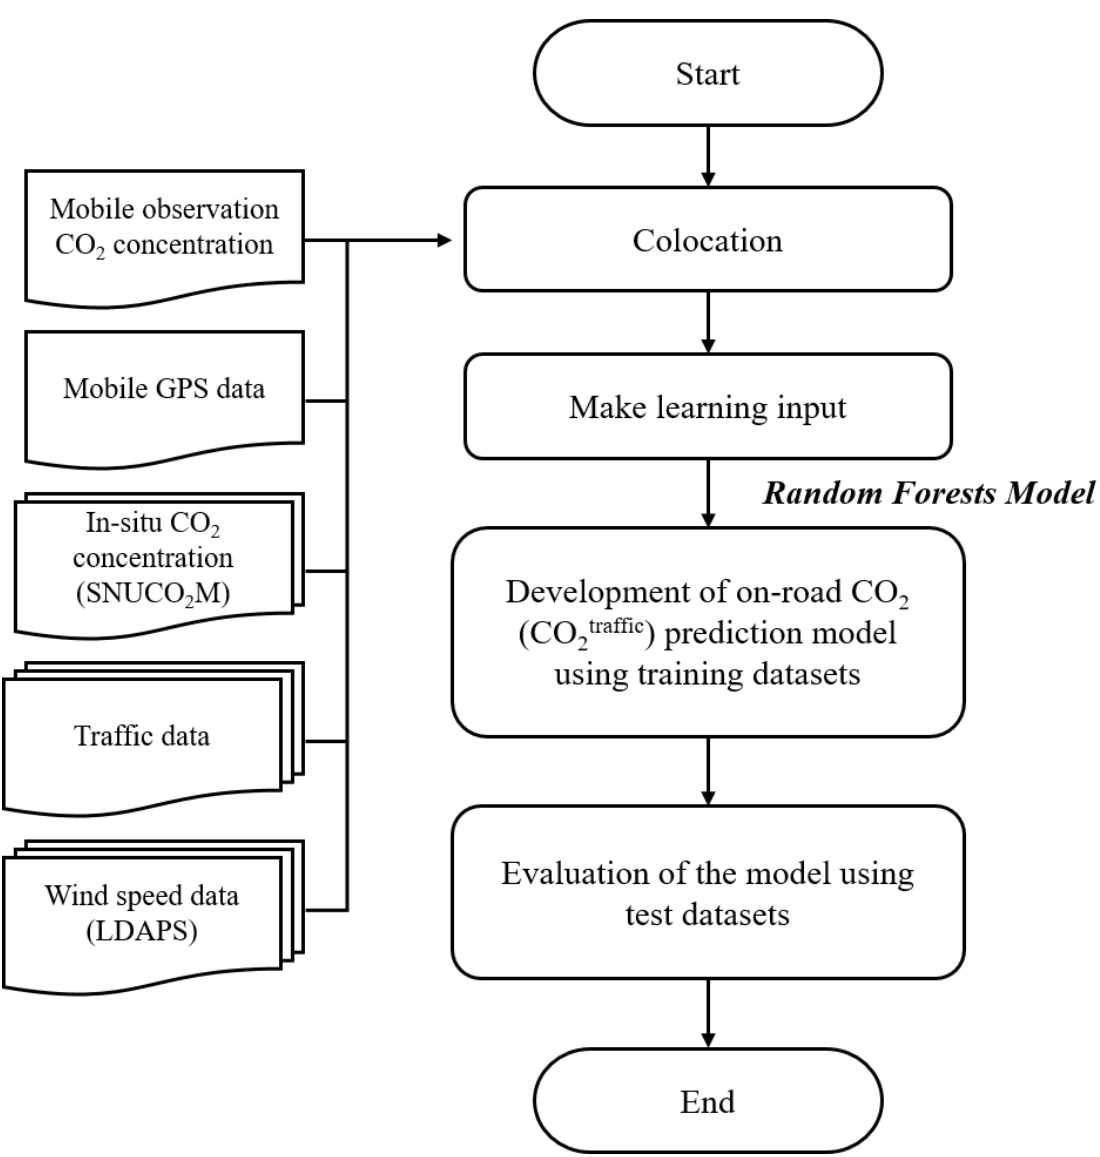 Start
Mobile observation
CO₂ concentration
Colocation
Mobile GPS data
Make learning input
Random Forests Model
In-situ CO₂
concentration
(SNUCO₂M)
Development of on-road CO₂
(CO₂ᵗʳᵃᶠᶠⁱᶜ) prediction model
using training datasets
Traffic data
Wind speed data
(LDAPS)
Evaluation of the model using
test datasets
End